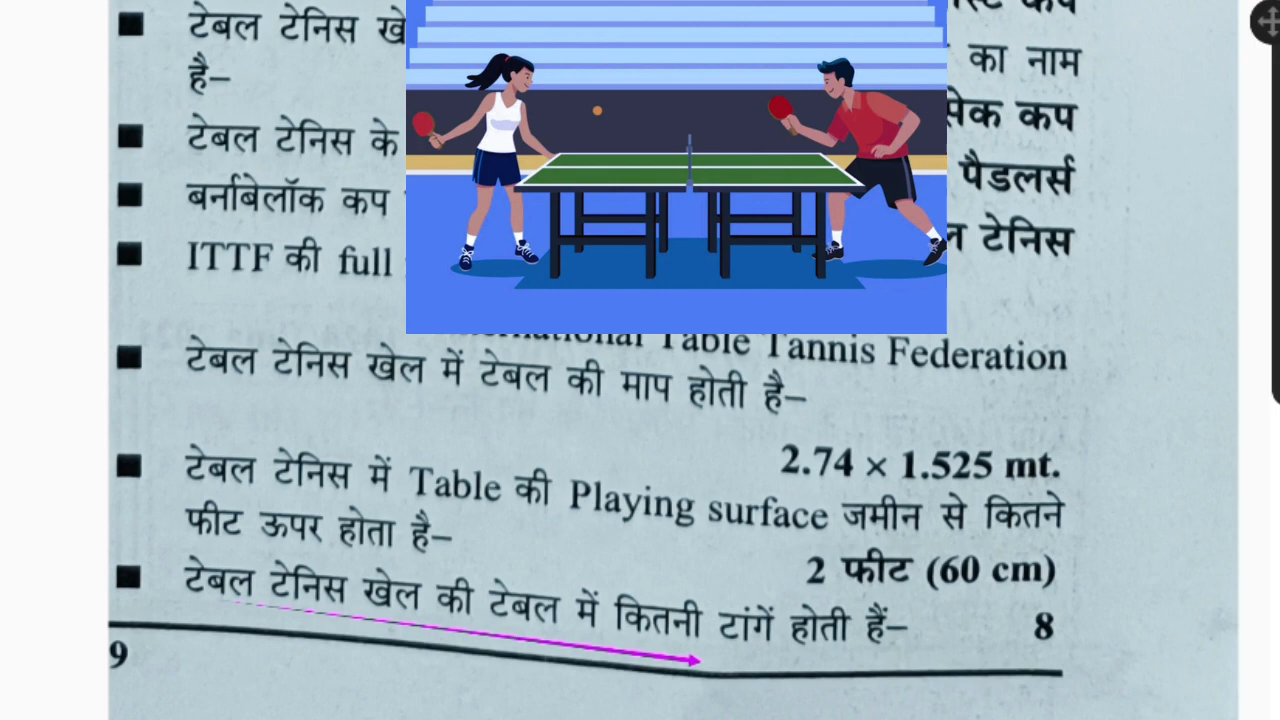 टेबल टेनिस
है–
का नाम
टेबल टेनिस के
कप
बर्नाबेलॉक कप
पैडलर्स
ITTF की full
टेनिस
Table Tannis Federation
टेबल टेनिस खेल में टेबल की माप होती है–
2.74 × 1.525 mt.
टेबल टेनिस में Table की Playing surface जमीन से कितने
फीट ऊपर होता है–
2 फीट (60 cm)
टेबल टेनिस खेल की टेबल में कितनी टांगें होती हैं– 8
9